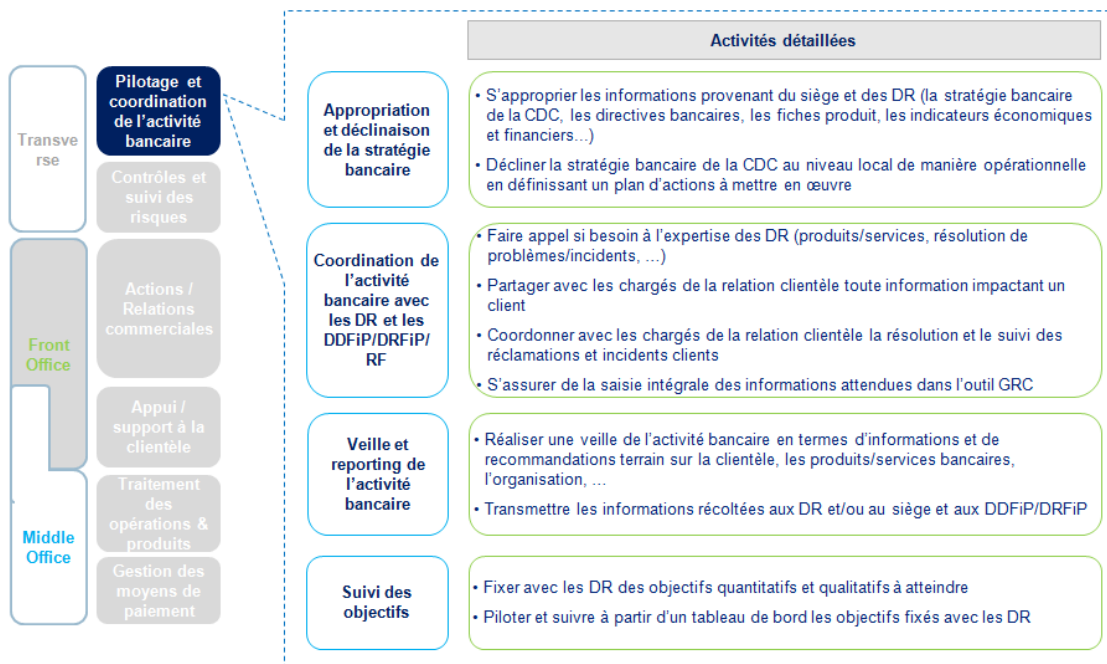 Activités détaillées
Transve
rse
Front
Office
Middle
Office
Pilotage et
coordination
de l'activité
bancaire
Contrôles et
suivi des
risques
Actions /
Relations
commerciales
Appui /
support à la
clientèle
Traitement
des
opérations &
produits
Gestion des
moyens de
paiement
Appropriation
et déclinaison
de la stratégie
bancaire
• S'approprier les informations provenant du siège et des DR (la stratégie bancaire
de la CDC, les directives bancaires, les fiches produit, les indicateurs économiques
et financiers...)
• Décliner la stratégie bancaire de la CDC au niveau local de manière opérationnelle
en définissant un plan d'actions à mettre en œuvre
Coordination de
l'activité
bancaire avec
les DR et les
DDFiP/DRFiP/
RF
• Faire appel si besoin à l'expertise des DR (produits/services, résolution de
problèmes/incidents, ...)
• Partager avec les chargés de la relation clientèle toute information impactant un
client
• Coordonner avec les chargés de la relation clientèle la résolution et le suivi des
réclamations et incidents clients
• S'assurer de la saisie intégrale des informations attendues dans l'outil GRC
Veille et
reporting de
l'activité
bancaire
• Réaliser une veille de l'activité bancaire en termes d'informations et de
recommandations terrain sur la clientèle, les produits/services bancaires,
l'organisation, ...
• Transmettre les informations récoltées aux DR et/ou au siège et aux DDFiP/DRFiP
Suivi des
objectifs
• Fixer avec les DR des objectifs quantitatifs et qualitatifs à atteindre
• Piloter et suivre à partir d'un tableau de bord les objectifs fixés avec les DR